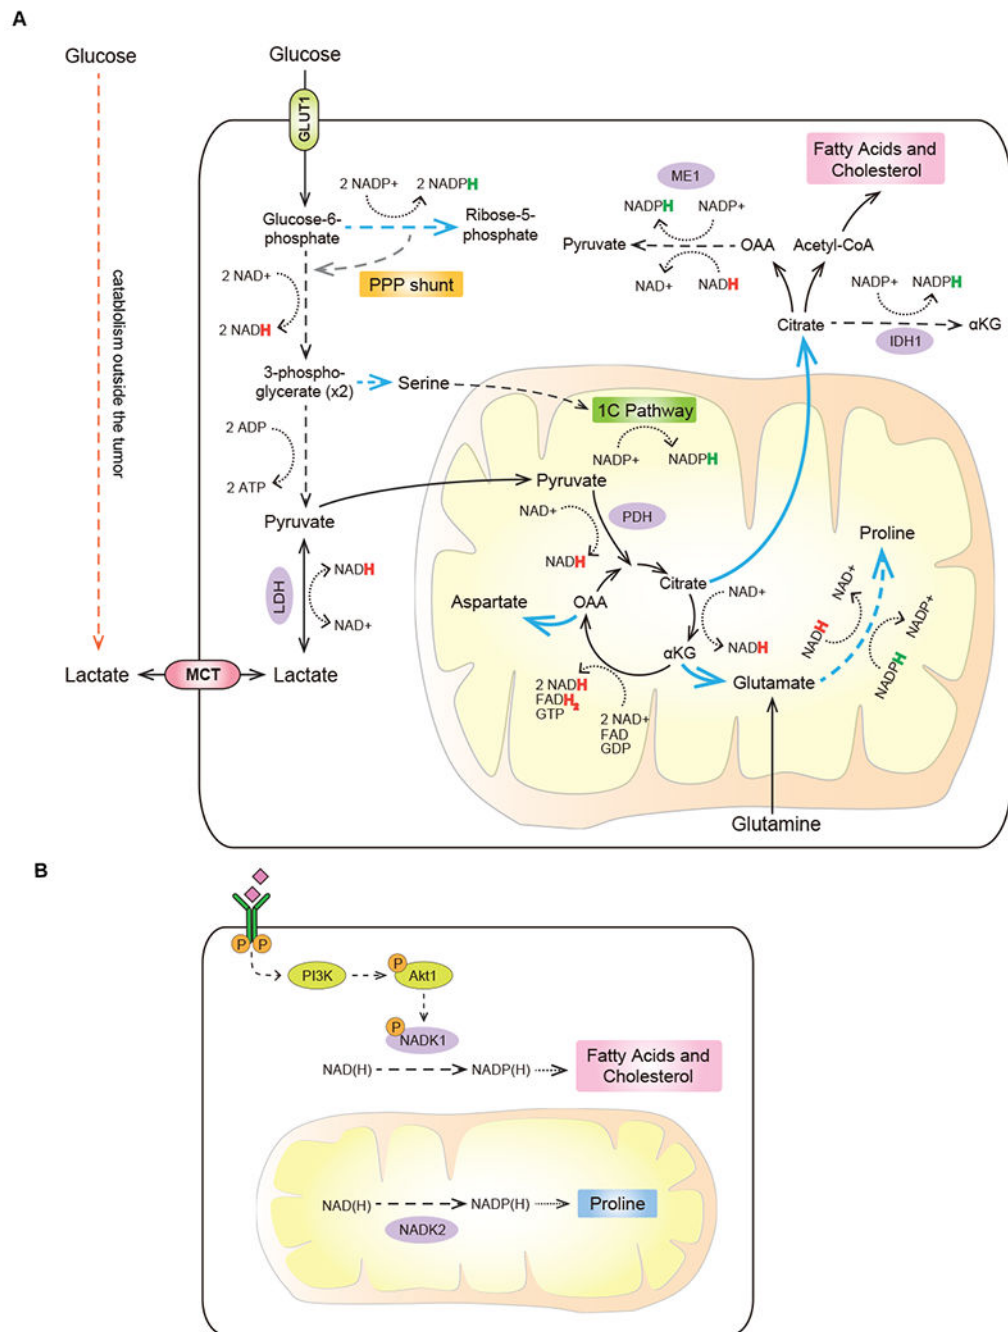 A
Glucose
Glucose
GLUT1
Fatty Acids and
Cholesterol
ME1
2 NADP+
2 NADPH
NADPH
NADP+
Glucose-6-
phosphate
Ribose-5-
phosphate
Pyruvate
OAA
Acetyl-CoA
PPP shunt
2 NAD+
NAD+
NADH
NADP+
NADPH
2 NADH
Citrate
αKG
IDH1
catablolism outside the tumor
3-phospho-
glycerate (x2)
Serine
1C Pathway
2 ADP
NADP+
NADPH
2 ATP
Pyruvate
Pyruvate
NAD+
PDH
Proline
NADH
LDH
NADH
NAD+
Citrate
NAD+
NAD+
Aspartate
OAA
NADP+
NADH
αKG
NADH
NADPH
Lactate
MCT
Lactate
Glutamate
2 NADH
FADH2
GTP
2 NAD+
FAD
GDP
Glutamine
B
P
P
PI3K
P
Akt1
P
NADK1
NAD(H)
NADP(H)
Fatty Acids and
Cholesterol
NAD(H)
NADP(H)
Proline
NADK2